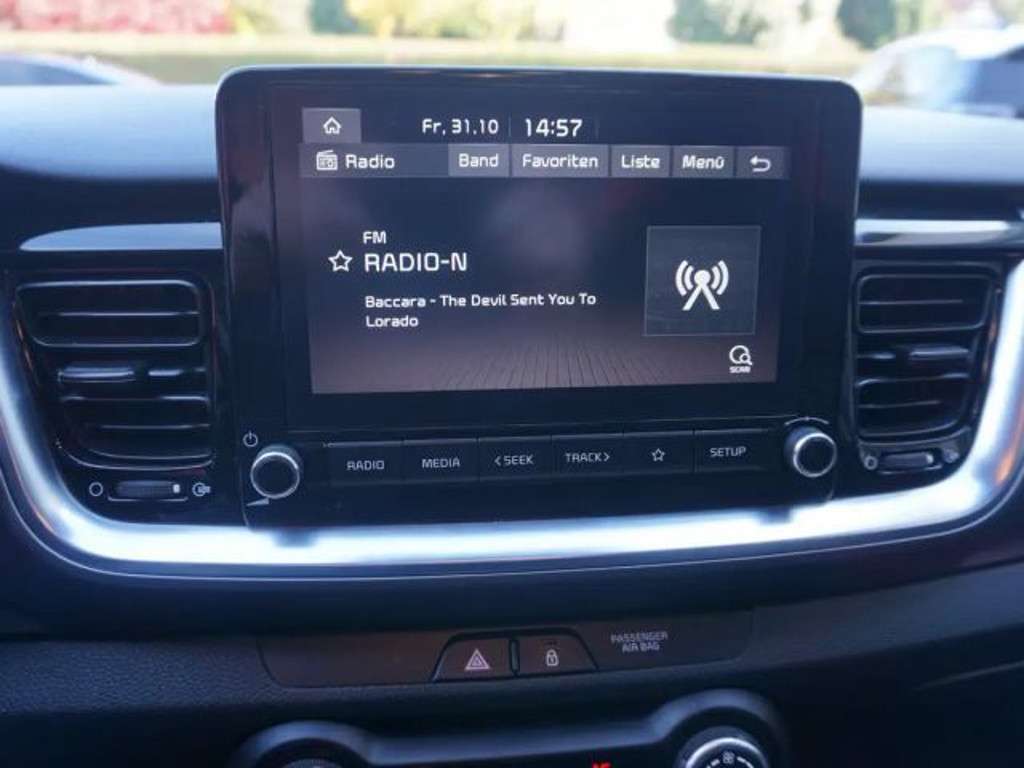 Fr, 31.10 14:57
Radio Band Favoriten Liste Menü
FM
RADIO-N
Baccara - The Devil Sent You To
Lorado
SCAN
RADIO MEDIA <SEEK TRACK> SETUP
PASSENGER
AIR BAG